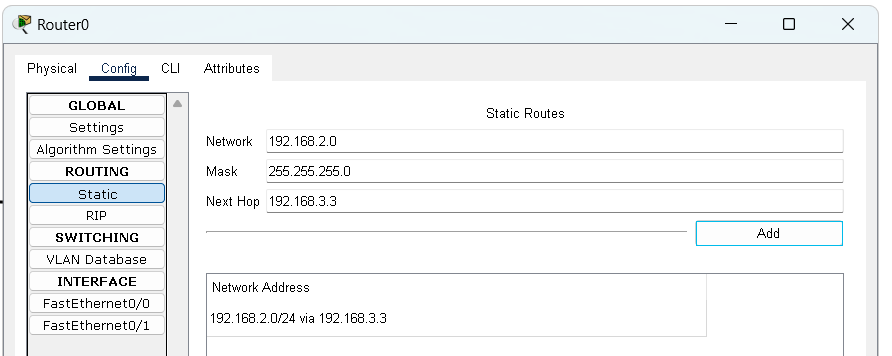 Router0
Physical Config CLI Attributes
GLOBAL
Settings
Algorithm Settings
ROUTING
Static
RIP
SWITCHING
VLAN Database
INTERFACE
FastEthernet0/0
FastEthernet0/1
Static Routes
Network 192.168.2.0
Mask 255.255.255.0
Next Hop 192.168.3.3
Add
Network Address
192.168.2.0/24 via 192.168.3.3